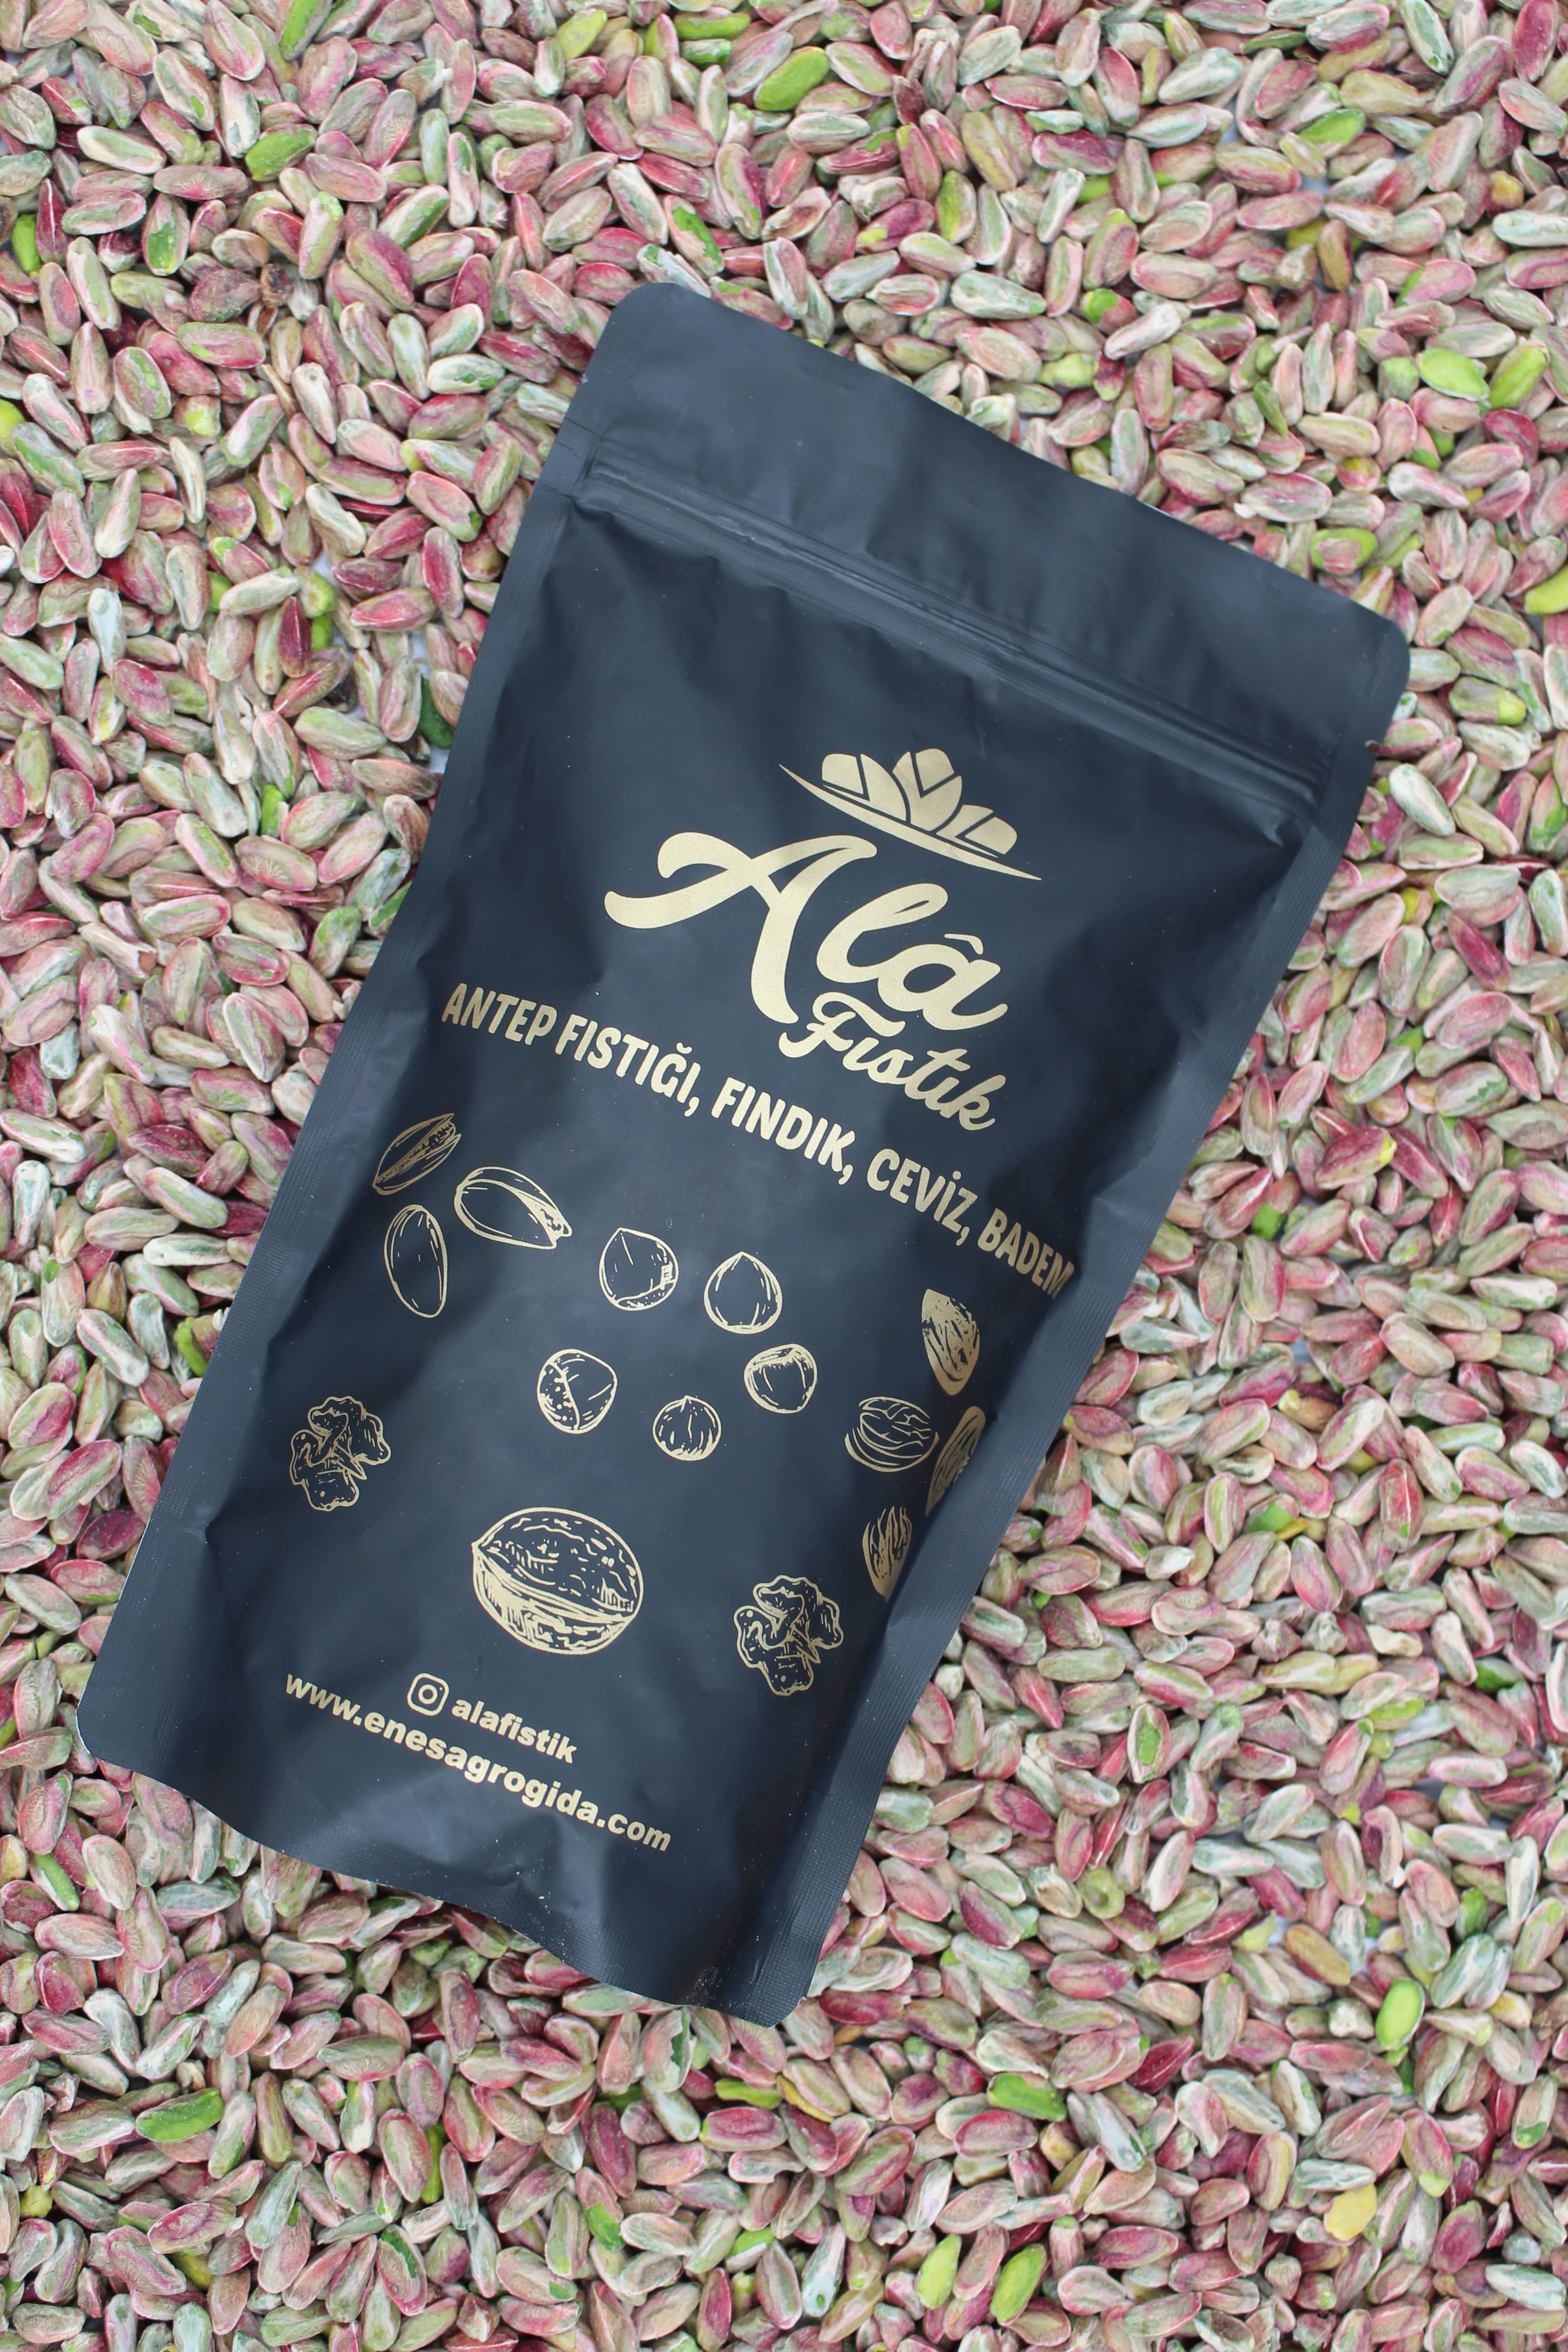 Alâ
Fıstık
ANTEP FISTIĞI, FINDIK, CEVİZ, BADEM
alafistik
www.enesagrogida.com